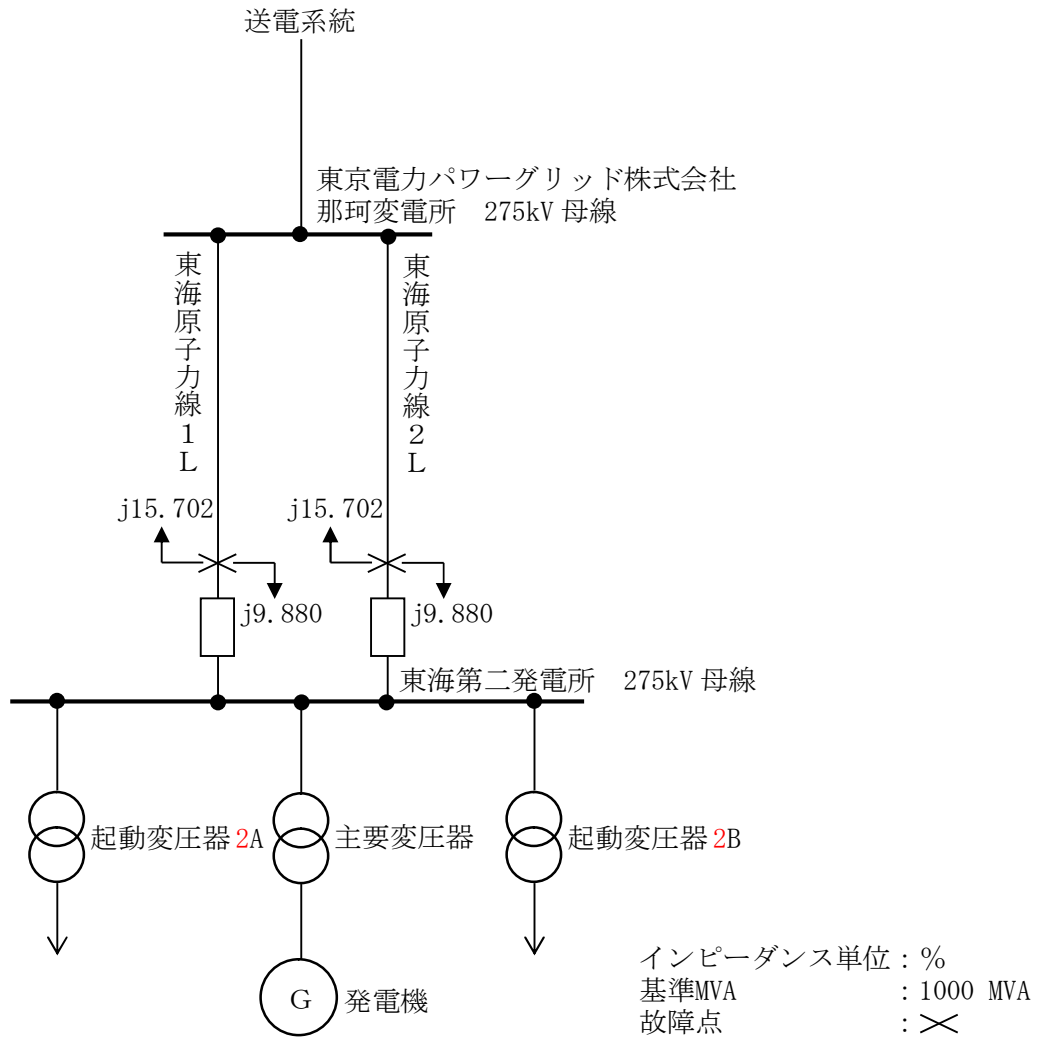 送電系統
東京電力パワーグリッド株式会社
那珂変電所　275kV 母線
東海原子力線1L
東海原子力線2L
j15.702
j15.702
j9.880
j9.880
東海第二発電所　275kV 母線
起動変圧器 2A
主要変圧器
起動変圧器 2B
G
発電機
インピーダンス単位：%
基準MVA　：1000 MVA
故障点　：